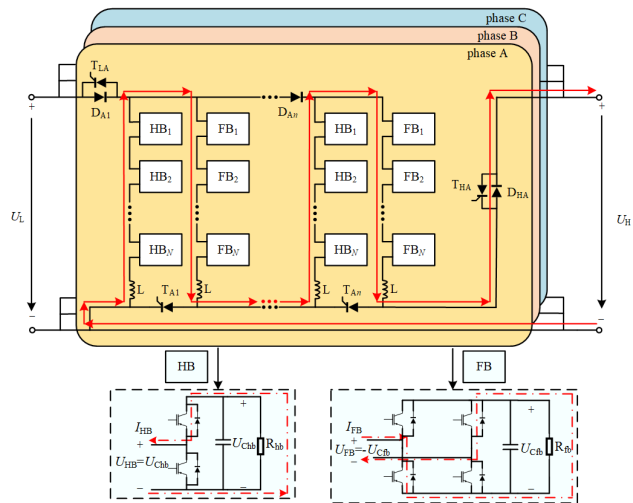 phase C
phase B
phase A
T_LA
D_A1
D_An
HB_1 FB_1 HB_1 FB_1
HB_2 FB_2 HB_2 FB_2
T_HA D_HA
U_L
U_H
HB_N FB_N HB_N FB_N
L L L L
T_A1 T_An
+ − + −
HB FB
I_HB
+
U_HB=U_Chb
−
+
U_Chb
−
R_hb
I_FB
+
U_FB=-U_Cfb
−
+
U_Cfb
−
R_fb